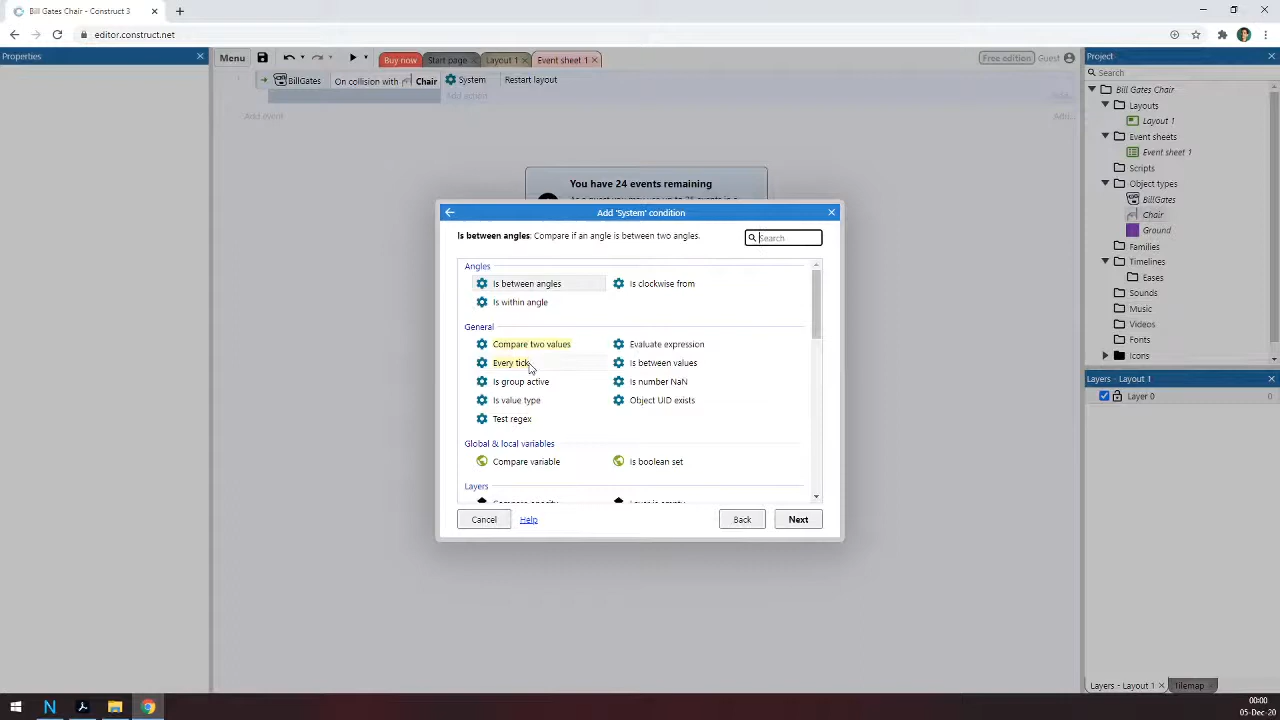 Bill Gates Chair - Construct 3
editor.construct.net
Properties
Menu
Buy now
Start page
Layout 1
Event sheet 1
Free edition
Guest
Project
Search
BillGates
On collision with
Chair
System
Restart layout
Add action
Add...
Add event
Add...
You have 24 events remaining
Add 'System' condition
Is between angles: Compare if an angle is between two angles.
Search
Angles
Is between angles
Is clockwise from
Is within angle
General
Compare two values
Evaluate expression
Every tick
Is between values
Is group active
Is number NaN
Is value type
Object UID exists
Test regex
Global & local variables
Compare variable
Is boolean set
Layers
Compare opacity
Layer is empty
Cancel
Help
Back
Next
Bill Gates Chair
Layouts
Layout 1
Event sheets
Event sheet 1
Scripts
Object types
BillGates
Chair
Ground
Families
Timelines
Eases
Sounds
Music
Videos
Fonts
Icons
Layers - Layout 1
Layer 0
0
Layers - Layout 1
Tilemap
00:00
05-Dec-20